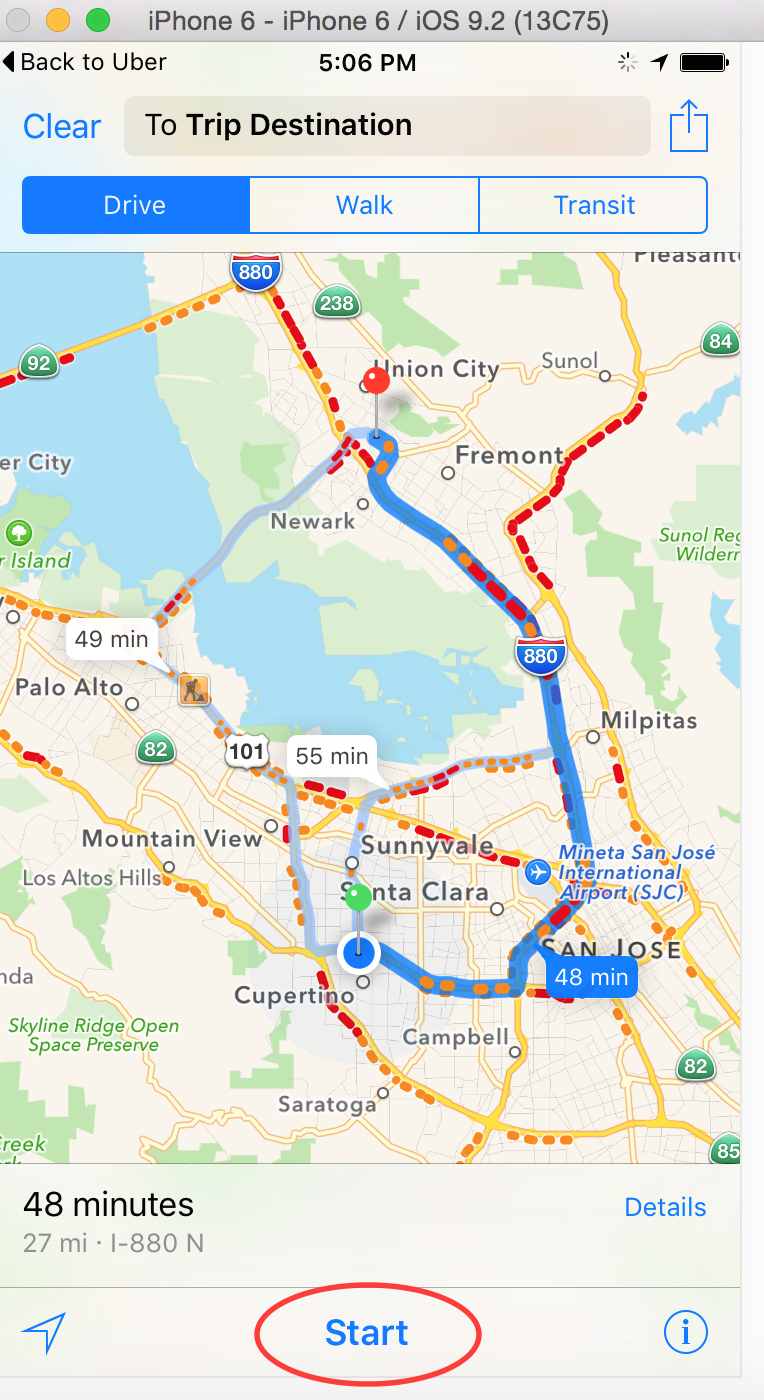 iPhone 6 - iPhone 6 / iOS 9.2 (13C75)
Back to Uber
5:06 PM
Clear
To Trip Destination
Drive
Walk
Transit
880
238
92
84
Union City
Sunol
er City
Fremont
Newark
r Island
Sunol Reg
Wildern
49 min
880
Palo Alto
82
101
55 min
Milpitas
Mountain View
Sunnyvale
Mineta San José
International
Airport (SJC)
Los Altos Hills
nta Clara
SAN JOSE
48 min
nda
Cupertino
Skyline Ridge Open
Space Preserve
Campbell
82
Saratoga
reek
85
48 minutes
Details
27 mi · I-880 N
Start